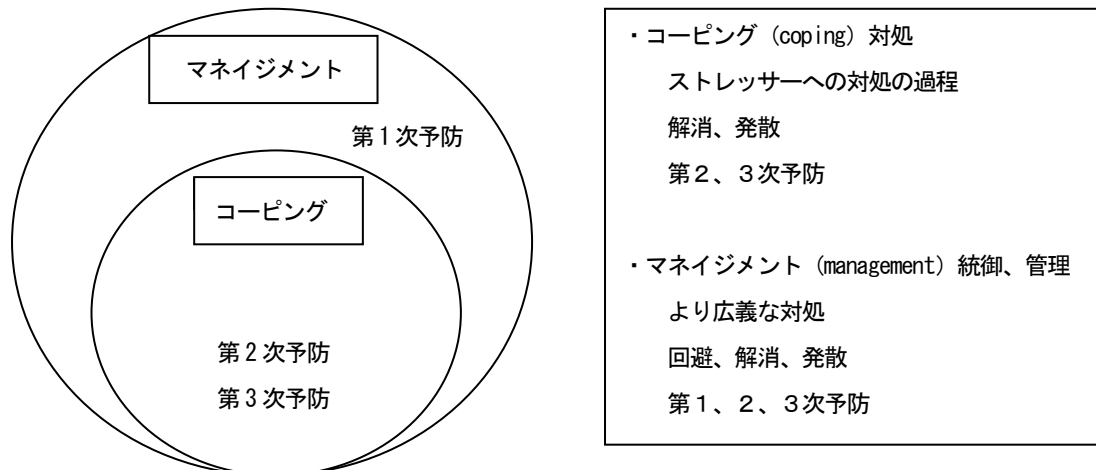 マネイジメント
第1次予防
コーピング
第2次予防
第3次予防
・コーピング（coping）対処
ストレッサーへの対処の過程
解消、発散
第２、３次予防
・マネイジメント（management）統御、管理
より広義な対処
回避、解消、発散
第１、２、３次予防